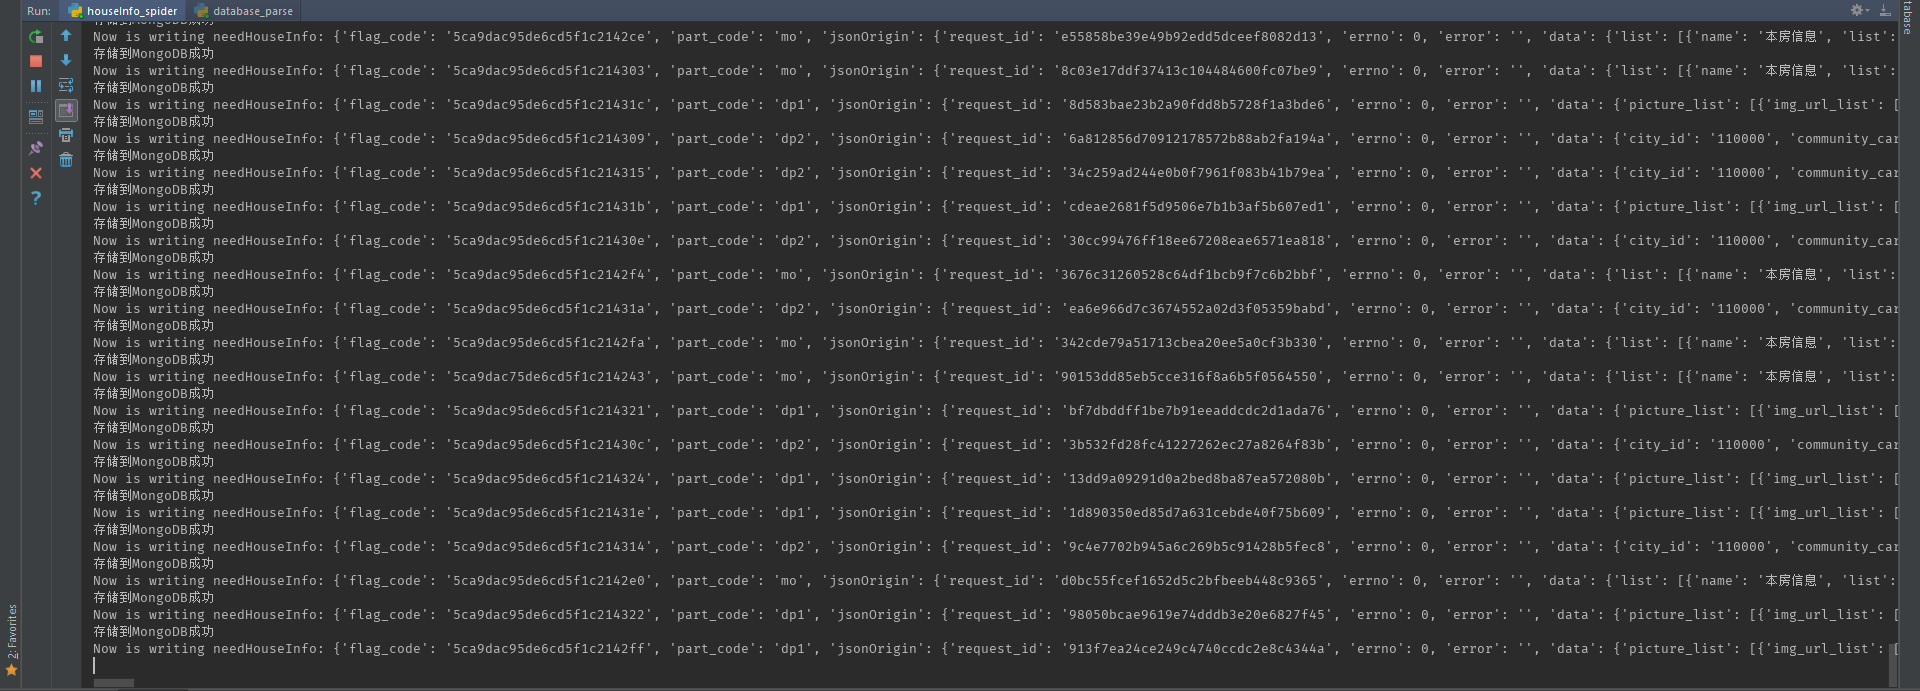 Run: houseInfo_spider database_parse
存储到MongoDB成功
Now is writing needHouseInfo: {'flag_code': '5ca9dac95de6cd5f1c2142ce', 'part_code': 'mo', 'jsonOrigin': {'request_id': 'e55858be39e49b92edd5dceef8082d13', 'errno': 0, 'error': '', 'data': {'list': [{'name': '本房信息', 'list':
存储到MongoDB成功
Now is writing needHouseInfo: {'flag_code': '5ca9dac95de6cd5f1c214303', 'part_code': 'mo', 'jsonOrigin': {'request_id': '8c03e17ddf37413c104484600fc07be9', 'errno': 0, 'error': '', 'data': {'list': [{'name': '本房信息', 'list':
存储到MongoDB成功
Now is writing needHouseInfo: {'flag_code': '5ca9dac95de6cd5f1c21431c', 'part_code': 'dp1', 'jsonOrigin': {'request_id': '8d583bae23b2a90fdd8b5728f1a3bde6', 'errno': 0, 'error': '', 'data': {'picture_list': [{'img_url_list': [
存储到MongoDB成功
Now is writing needHouseInfo: {'flag_code': '5ca9dac95de6cd5f1c214309', 'part_code': 'dp2', 'jsonOrigin': {'request_id': '6a812856d70912178572b88ab2fa194a', 'errno': 0, 'error': '', 'data': {'city_id': '110000', 'community_car
存储到MongoDB成功
Now is writing needHouseInfo: {'flag_code': '5ca9dac95de6cd5f1c214315', 'part_code': 'dp2', 'jsonOrigin': {'request_id': '34c259ad244e0b0f7961f083b41b79ea', 'errno': 0, 'error': '', 'data': {'city_id': '110000', 'community_car
存储到MongoDB成功
Now is writing needHouseInfo: {'flag_code': '5ca9dac95de6cd5f1c21431b', 'part_code': 'dp1', 'jsonOrigin': {'request_id': 'cdeae2681f5d9506e7b1b3af5b607ed1', 'errno': 0, 'error': '', 'data': {'picture_list': [{'img_url_list': [
存储到MongoDB成功
Now is writing needHouseInfo: {'flag_code': '5ca9dac95de6cd5f1c21430e', 'part_code': 'dp2', 'jsonOrigin': {'request_id': '30cc99476ff18ee67208eae6571ea818', 'errno': 0, 'error': '', 'data': {'city_id': '110000', 'community_car
存储到MongoDB成功
Now is writing needHouseInfo: {'flag_code': '5ca9dac95de6cd5f1c2142f4', 'part_code': 'mo', 'jsonOrigin': {'request_id': '3676c31260528c64df1bcb9f7c6b2bbf', 'errno': 0, 'error': '', 'data': {'list': [{'name': '本房信息', 'list':
存储到MongoDB成功
Now is writing needHouseInfo: {'flag_code': '5ca9dac95de6cd5f1c21431a', 'part_code': 'dp2', 'jsonOrigin': {'request_id': 'ea6e966d7c3674552a02d3f05359babd', 'errno': 0, 'error': '', 'data': {'city_id': '110000', 'community_car
存储到MongoDB成功
Now is writing needHouseInfo: {'flag_code': '5ca9dac95de6cd5f1c2142fa', 'part_code': 'mo', 'jsonOrigin': {'request_id': '342cde79a51713cbea20ee5a0cf3b330', 'errno': 0, 'error': '', 'data': {'list': [{'name': '本房信息', 'list':
存储到MongoDB成功
Now is writing needHouseInfo: {'flag_code': '5ca9dac75de6cd5f1c214243', 'part_code': 'mo', 'jsonOrigin': {'request_id': '90153dd85eb5cce316f8a6b5f0564550', 'errno': 0, 'error': '', 'data': {'list': [{'name': '本房信息', 'list':
存储到MongoDB成功
Now is writing needHouseInfo: {'flag_code': '5ca9dac95de6cd5f1c214321', 'part_code': 'dp1', 'jsonOrigin': {'request_id': 'bf7dbddff1be7b91eeaddcdc2d1ada76', 'errno': 0, 'error': '', 'data': {'picture_list': [{'img_url_list': [
存储到MongoDB成功
Now is writing needHouseInfo: {'flag_code': '5ca9dac95de6cd5f1c21430c', 'part_code': 'dp2', 'jsonOrigin': {'request_id': '3b532fd28fc41227262ec27a8264f83b', 'errno': 0, 'error': '', 'data': {'city_id': '110000', 'community_car
存储到MongoDB成功
Now is writing needHouseInfo: {'flag_code': '5ca9dac95de6cd5f1c214324', 'part_code': 'dp1', 'jsonOrigin': {'request_id': '13dd9a09291d0a2bed8ba87ea572080b', 'errno': 0, 'error': '', 'data': {'picture_list': [{'img_url_list': [
存储到MongoDB成功
Now is writing needHouseInfo: {'flag_code': '5ca9dac95de6cd5f1c21431e', 'part_code': 'dp1', 'jsonOrigin': {'request_id': '1d890350ed85d7a631cebde40f75b609', 'errno': 0, 'error': '', 'data': {'picture_list': [{'img_url_list': [
存储到MongoDB成功
Now is writing needHouseInfo: {'flag_code': '5ca9dac95de6cd5f1c214314', 'part_code': 'dp2', 'jsonOrigin': {'request_id': '9c4e7702b945a6c269b5c91428b5fec8', 'errno': 0, 'error': '', 'data': {'city_id': '110000', 'community_car
存储到MongoDB成功
Now is writing needHouseInfo: {'flag_code': '5ca9dac95de6cd5f1c2142e0', 'part_code': 'mo', 'jsonOrigin': {'request_id': 'd0bc55fcef1652d5c2bfbeeb448c9365', 'errno': 0, 'error': '', 'data': {'list': [{'name': '本房信息', 'list':
存储到MongoDB成功
Now is writing needHouseInfo: {'flag_code': '5ca9dac95de6cd5f1c214322', 'part_code': 'dp1', 'jsonOrigin': {'request_id': '98050bcae9619e74dddb3e20e6827f45', 'errno': 0, 'error': '', 'data': {'picture_list': [{'img_url_list': [
存储到MongoDB成功
Now is writing needHouseInfo: {'flag_code': '5ca9dac95de6cd5f1c2142ff', 'part_code': 'dp1', 'jsonOrigin': {'request_id': '913f7ea24ce249c4740ccdc2e8c4344a', 'errno': 0, 'error': '', 'data': {'picture_list': [{'img_url_list': [
2: Favorites
tabase